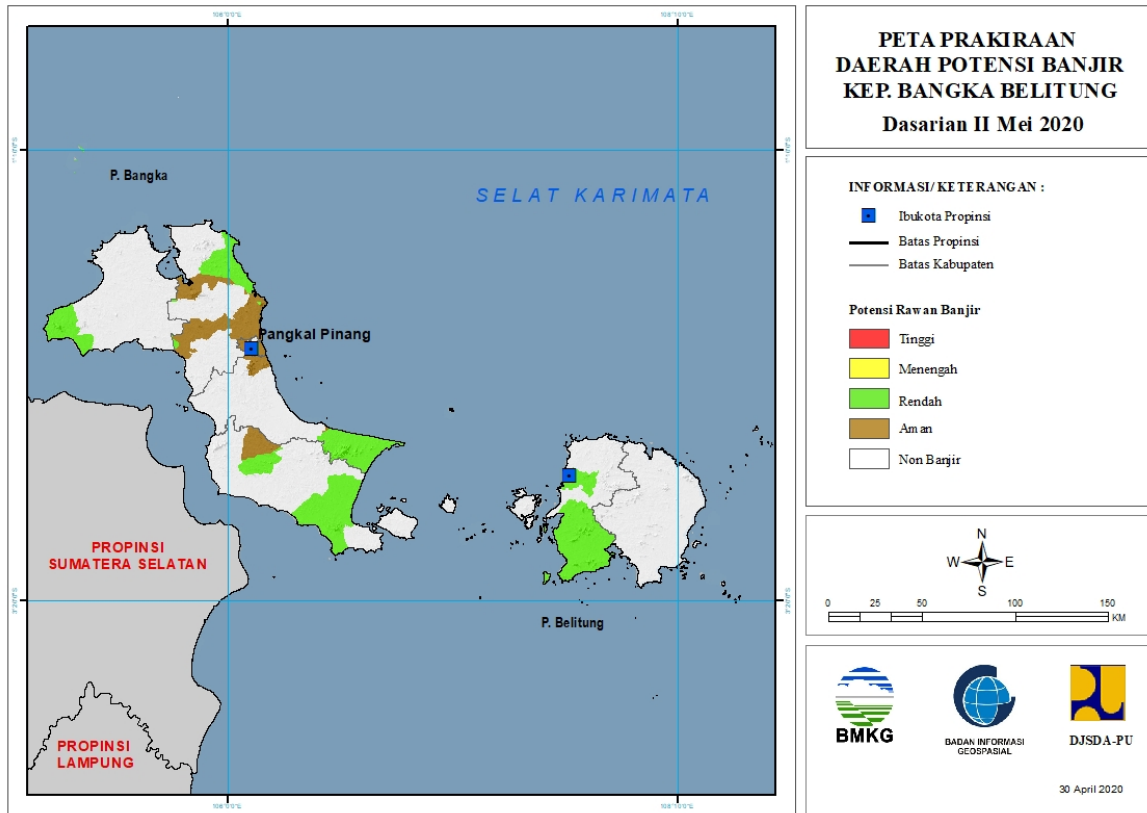 PETA PRAKIRAAN
DAERAH POTENSI BANJIR
KEP. BANGKA BELITUNG
Dasarian II Mei 2020
P. Bangka
SELAT KARIMATA
Pangkal Pinang
PROPINSI
SUMATERA SELATAN
P. Belitung
PROPINSI
LAMPUNG
INFORMASI/ KETERANGAN :
Ibukota Propinsi
Batas Propinsi
Batas Kabupaten
Potensi Rawan Banjir
Tinggi
Menengah
Rendah
Aman
Non Banjir
N
W E
S
0 25 50 100 150
KM
BMKG
BADAN INFORMASI
GEOSPASIAL
DJSDA-PU
30 April 2020